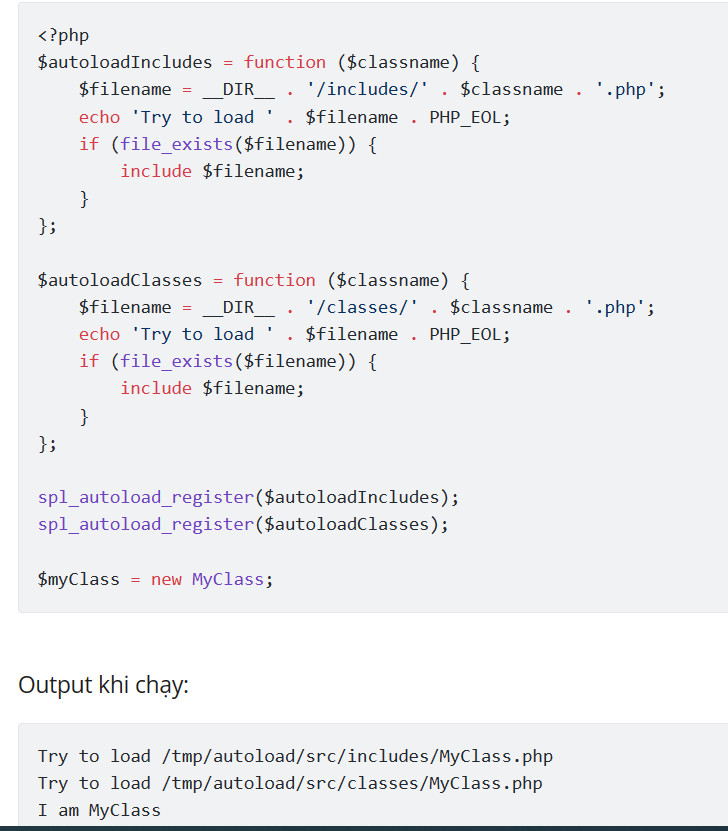 <?php
$autoloadIncludes = function ($classname) {
    $filename = __DIR__ . '/includes/' . $classname . '.php';
    echo 'Try to load ' . $filename . PHP_EOL;
    if (file_exists($filename)) {
        include $filename;
    }
};

$autoloadClasses = function ($classname) {
    $filename = __DIR__ . '/classes/' . $classname . '.php';
    echo 'Try to load ' . $filename . PHP_EOL;
    if (file_exists($filename)) {
        include $filename;
    }
};

spl_autoload_register($autoloadIncludes);
spl_autoload_register($autoloadClasses);

$myClass = new MyClass;

Output khi chạy:

Try to load /tmp/autoload/src/includes/MyClass.php
Try to load /tmp/autoload/src/classes/MyClass.php
I am MyClass